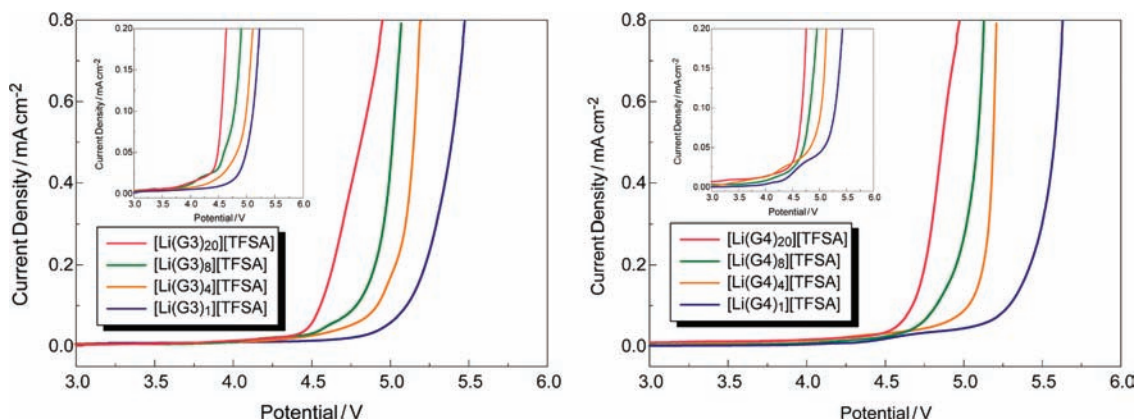 0.8
0.6
0.4
0.2
0.0
Current Density / mA cm-2
3.0 3.5 4.0 4.5 5.0 5.5 6.0
Potential / V
0.20
0.15
0.10
0.05
0.00
Current Density / mA cm-2
3.0 3.5 4.0 4.5 5.0 5.5 6.0
Potential / V
[Li(G3)20][TFSA]
[Li(G3)8][TFSA]
[Li(G3)4][TFSA]
[Li(G3)1][TFSA]
0.8
0.6
0.4
0.2
0.0
Current Density / mA cm-2
3.0 3.5 4.0 4.5 5.0 5.5 6.0
Potential / V
0.20
0.15
0.10
0.05
0.00
Current Density / mA cm-2
3.0 3.5 4.0 4.5 5.0 5.5 6.0
Potential / V
[Li(G4)20][TFSA]
[Li(G4)8][TFSA]
[Li(G4)4][TFSA]
[Li(G4)1][TFSA]